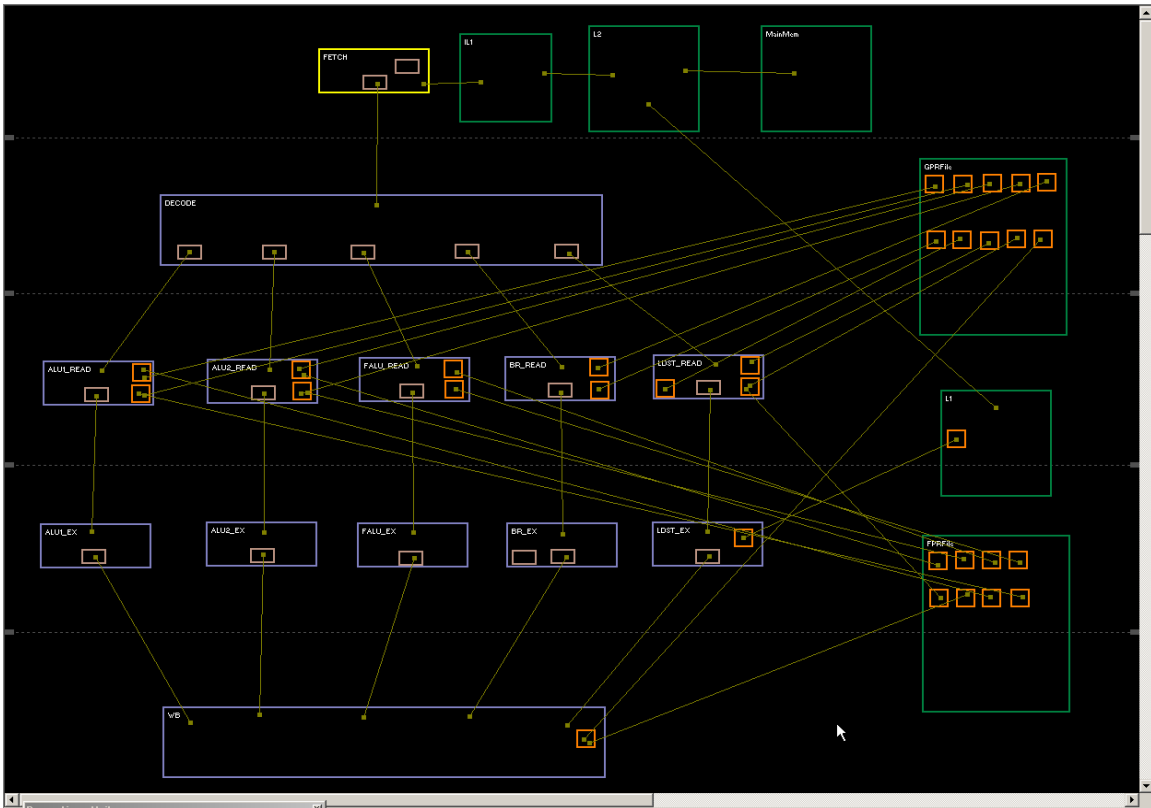 FETCH
IL1
L2
MainMem
GPRFile
DECODE
ALU1_READ
ALU2_READ
FALU_READ
BR_READ
LDST_READ
L1
ALU1_EX
ALU2_EX
FALU_EX
BR_EX
LDST_EX
FPRFile
WB